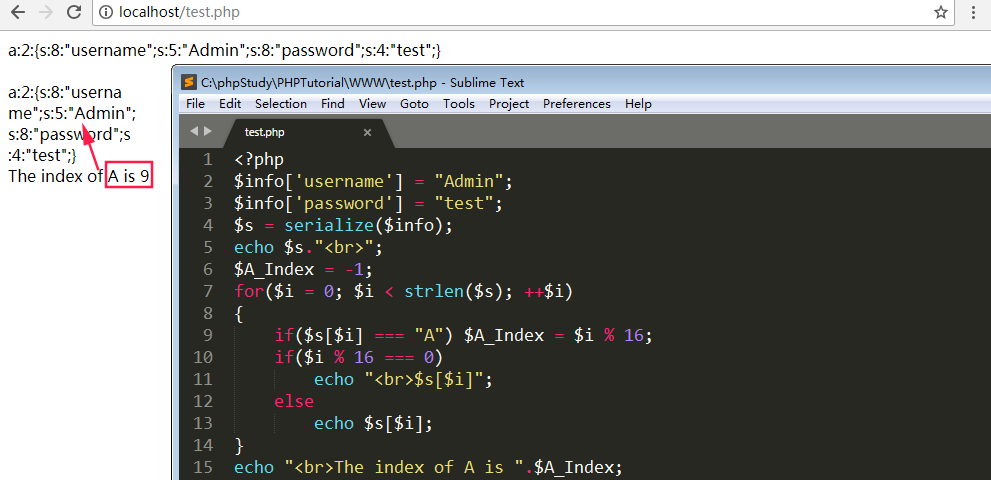 localhost/test.php
a:2:{s:8:"username";s:5:"Admin";s:8:"password";s:4:"test";}
a:2:{s:8:"userna
me";s:5:"Admin";
s:8:"password";s
:4:"test";}
The index of A is 9
C:\phpStudy\PHPTutorial\WWW\test.php - Sublime Text
File Edit Selection Find View Goto Tools Project Preferences Help
test.php ×
1 <?php
2 $info['username'] = "Admin";
3 $info['password'] = "test";
4 $s = serialize($info);
5 echo $s."<br>";
6 $A_Index = -1;
7 for($i = 0; $i < strlen($s); ++$i)
8 {
9     if($s[$i] === "A") $A_Index = $i % 16;
10     if($i % 16 === 0)
11         echo "<br>$s[$i]";
12     else
13         echo $s[$i];
14 }
15 echo "<br>The index of A is ".$A_Index;